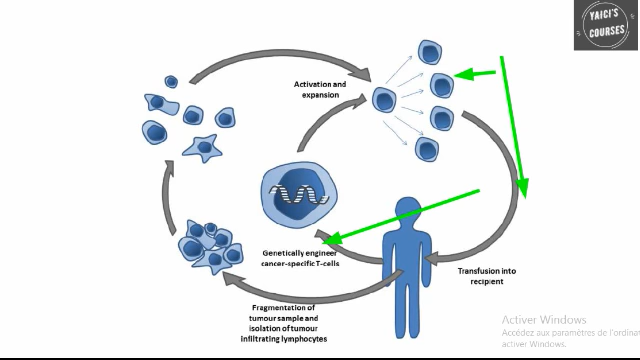 YAICI'S
COURSES
Activation and
expansion
Genetically engineer
cancer-specific T-cells
Transfusion into
recipient
Fragmentation of
tumour sample and
isolation of tumour
infiltrating lymphocytes
Activer Windows
Accédez aux paramètres de l'ordina
activer Windows.